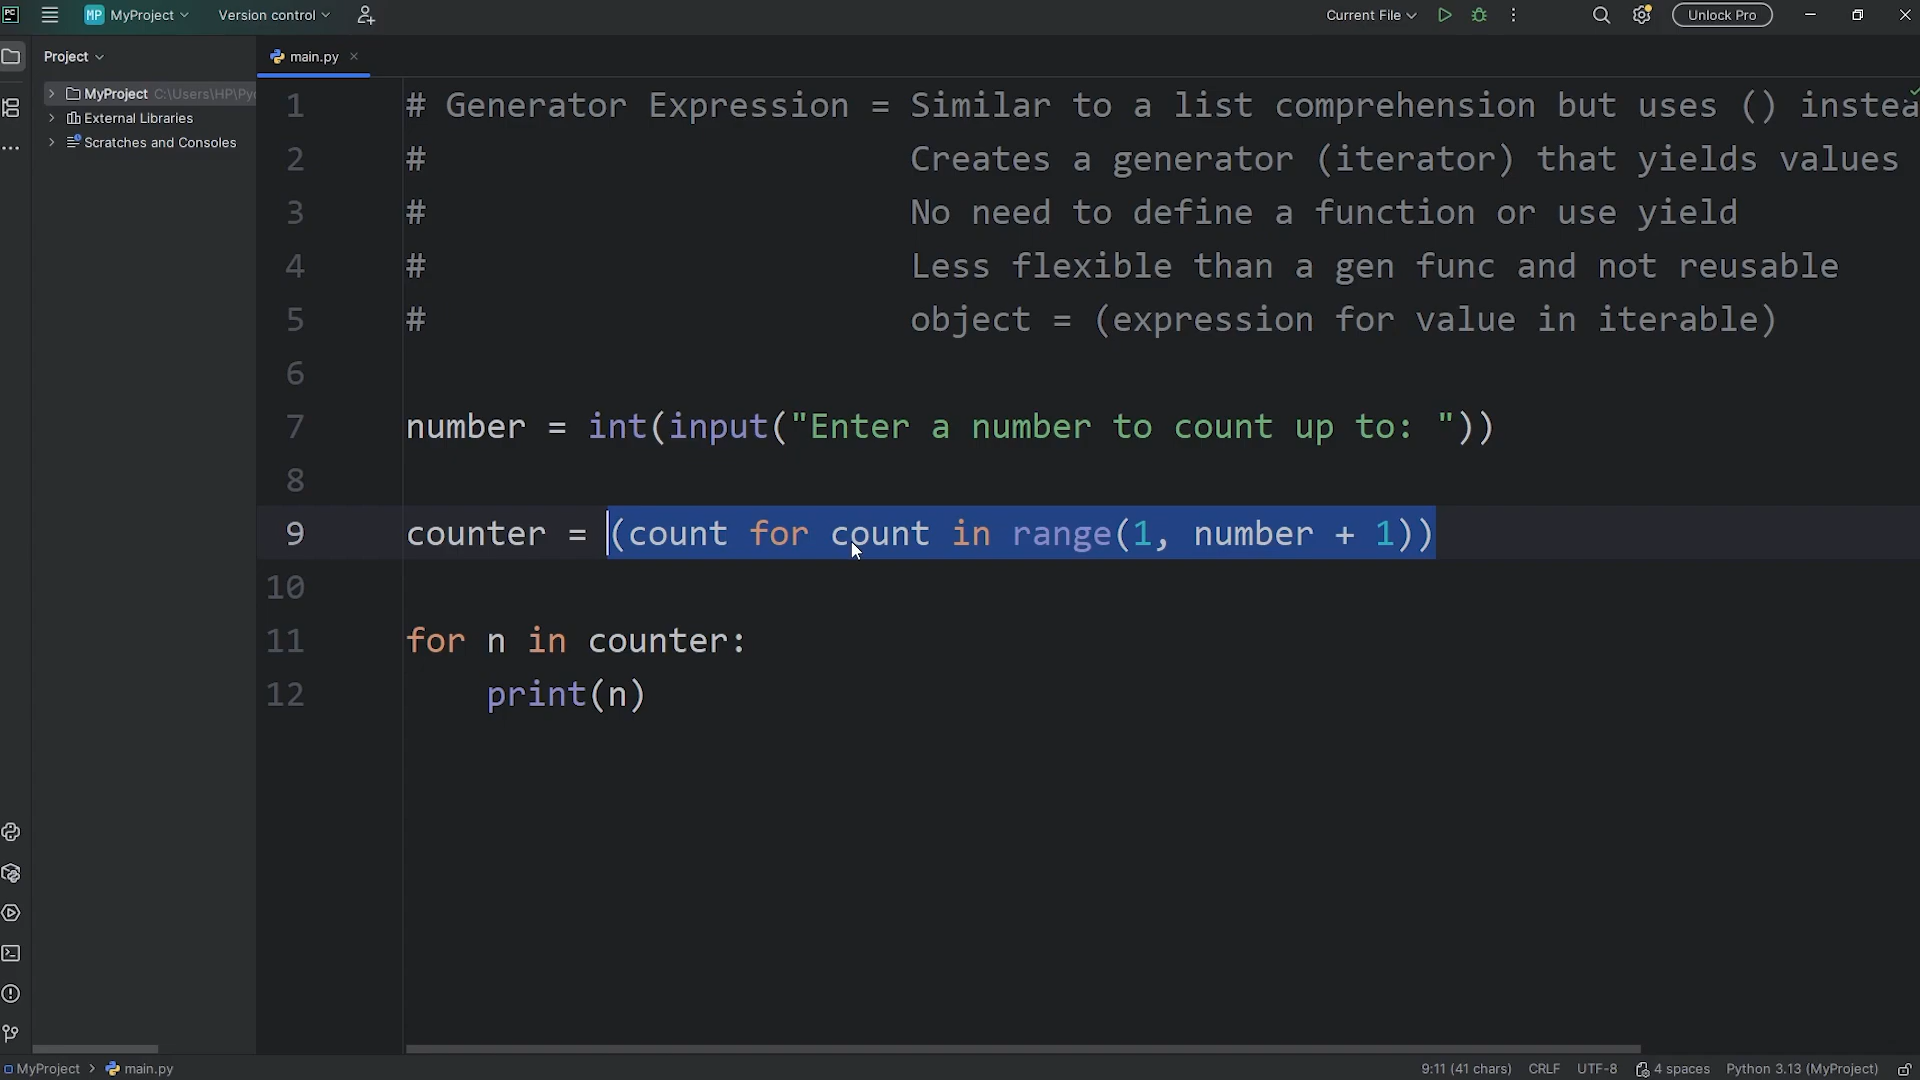 PC MP MyProject Version control Current File Unlock Pro
Project main.py
MyProject C:\Users\HP\Pyc
External Libraries
Scratches and Consoles
1 # Generator Expression = Similar to a list comprehension but uses () instea
2 # Creates a generator (iterator) that yields values
3 # No need to define a function or use yield
4 # Less flexible than a gen func and not reusable
5 # object = (expression for value in iterable)
6
7 number = int(input("Enter a number to count up to: "))
8
9 counter = (count for count in range(1, number + 1))
10
11 for n in counter:
12 print(n)
MyProject > main.py 9:11 (41 chars) CRLF UTF-8 4 spaces Python 3.13 (MyProject)